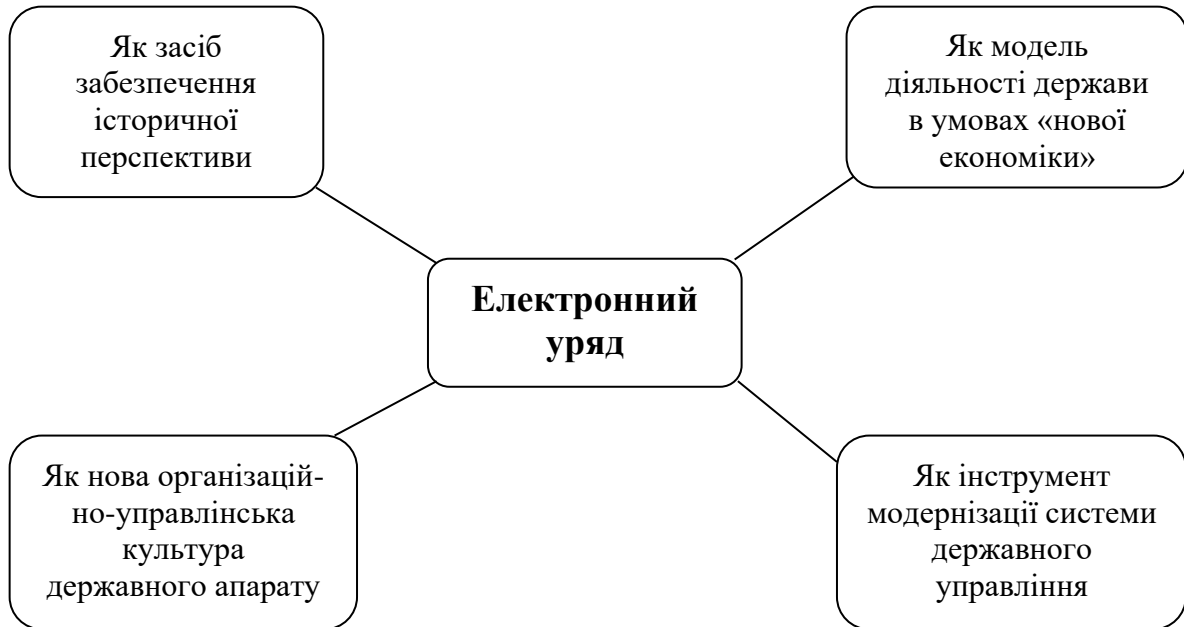 Як засіб
забезпечення
історичної
перспективи
Як модель
діяльності держави
в умовах «нової
економіки»
Електронний
уряд
Як нова організацій-
но-управлінська
культура
державного апарату
Як інструмент
модернізації системи
державного
управління